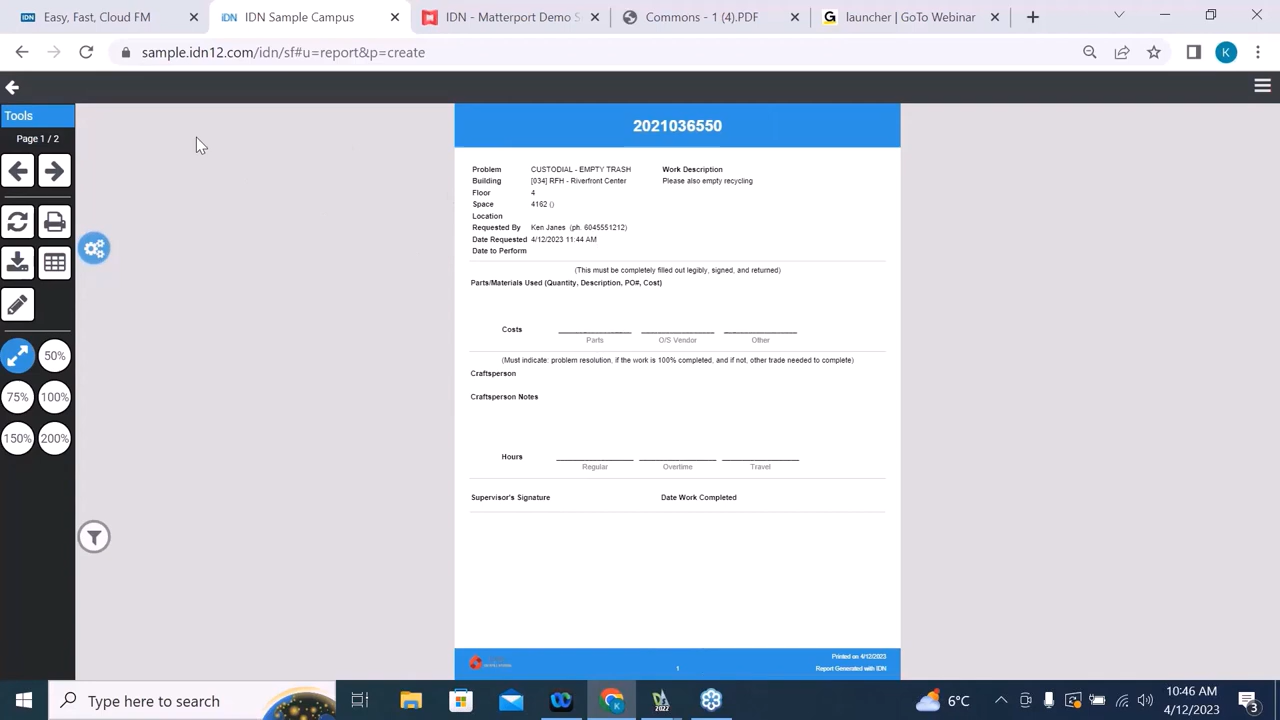 Easy, Fast, Cloud FM
IDN Sample Campus
IDN - Matterport Demo S
Commons - 1 (4).PDF
launcher | GoTo Webinar
sample.idn12.com/idn/sf#u=report&p=create
K
Tools
Page 1 / 2
50%
75%
100%
150%
200%
2021036550
Problem CUSTODIAL - EMPTY TRASH Work Description
Building [034] RFH - Riverfront Center Please also empty recycling
Floor 4
Space 4162 ()
Location
Requested By Ken Janes (ph. 6045551212)
Date Requested 4/12/2023 11:44 AM
Date to Perform
(This must be completely filled out legibly, signed, and returned)
Parts/Materials Used (Quantity, Description, PO#, Cost)
Costs
Parts O/S Vendor Other
(Must indicate: problem resolution, if the work is 100% completed, and if not, other trade needed to complete)
Craftsperson
Craftsperson Notes
Hours
Regular Overtime Travel
Supervisor's Signature Date Work Completed
Printed on 4/12/2023
1 Report Generated with IDN
Type here to search
2022
6°C
10:46 AM
4/12/2023
3